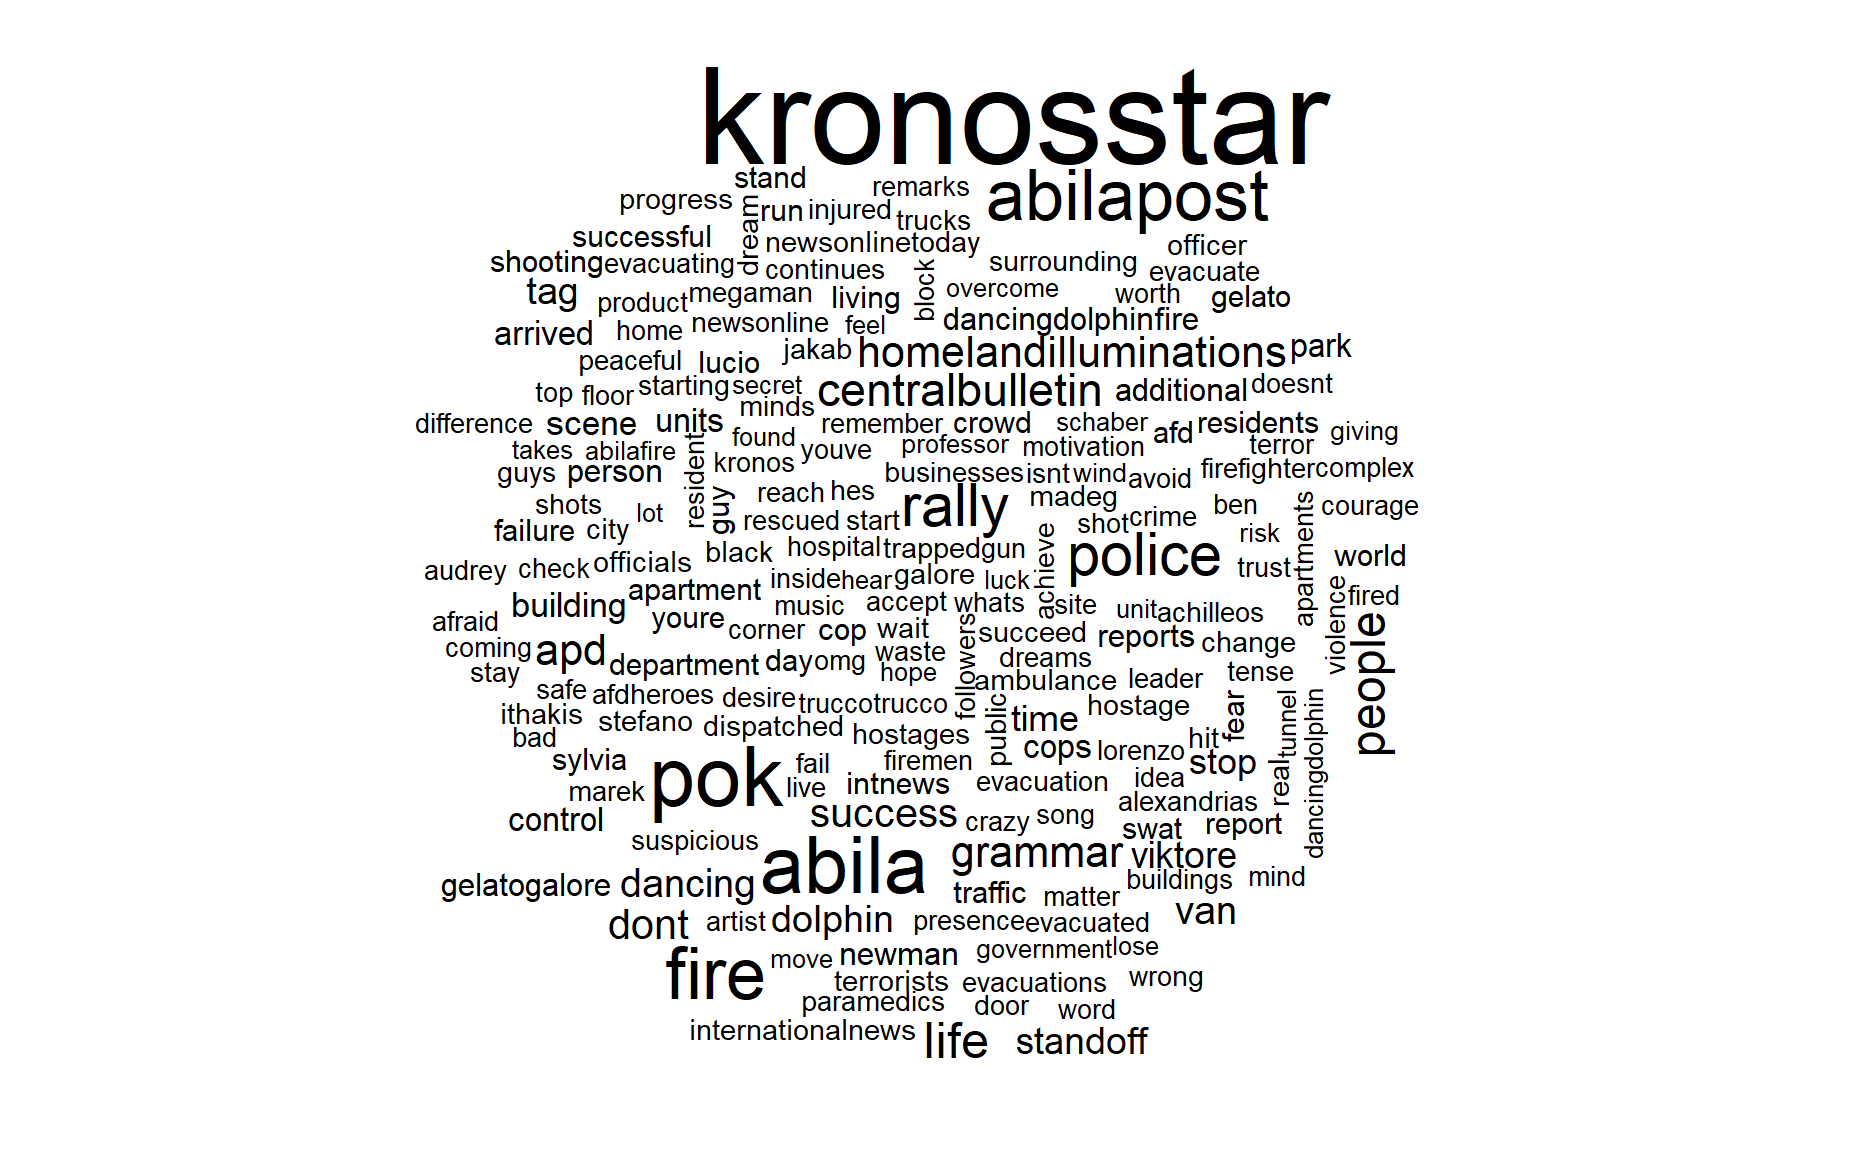 kronosstar
stand remarks abilapost
progress dream run injured trucks
successful newsonlinetoday officer
shooting evacuating continues block surrounding evacuate
tag product megaman living overcome worth gelato
arrived home newsonline feel dancingdolphinfire
peaceful lucio jakab homelandilluminations park
top floor starting secret centralbulletin additional doesnt
difference scene units minds remember crowd schaber afd residents
takes abilafire resident found youve professor motivation terror giving
guys person kronos businesses isnt wind avoid firefighter complex
shots lot guy reach hes rally madeg ben apartments courage
failure city rescued start achieve shot crime risk
audrey check officials black hospital trapped gun police trust world
apartment inside hear galore luck
building music accept whats site unit achilleos violence fired
afraid youre corner cop wait followers succeed reports change people
coming apd department day omg waste dreams tense
stay hope ambulance leader
safe afdheroes desire truccotrucco public time hostage fear tunnel dancingdolphin
ithakis stefano dispatched hostages cops lorenzo hit real
bad
sylvia pok fail firemen stop
marek live intnews evacuation idea
control success crazy song alexandrias
suspicious swat report
abila grammar viktore
gelatogalore dancing traffic matter buildings mind
dont artist dolphin presence evacuated van
fire move newman government lose
terrorists evacuations wrong
paramedics door word
internationalnews life standoff